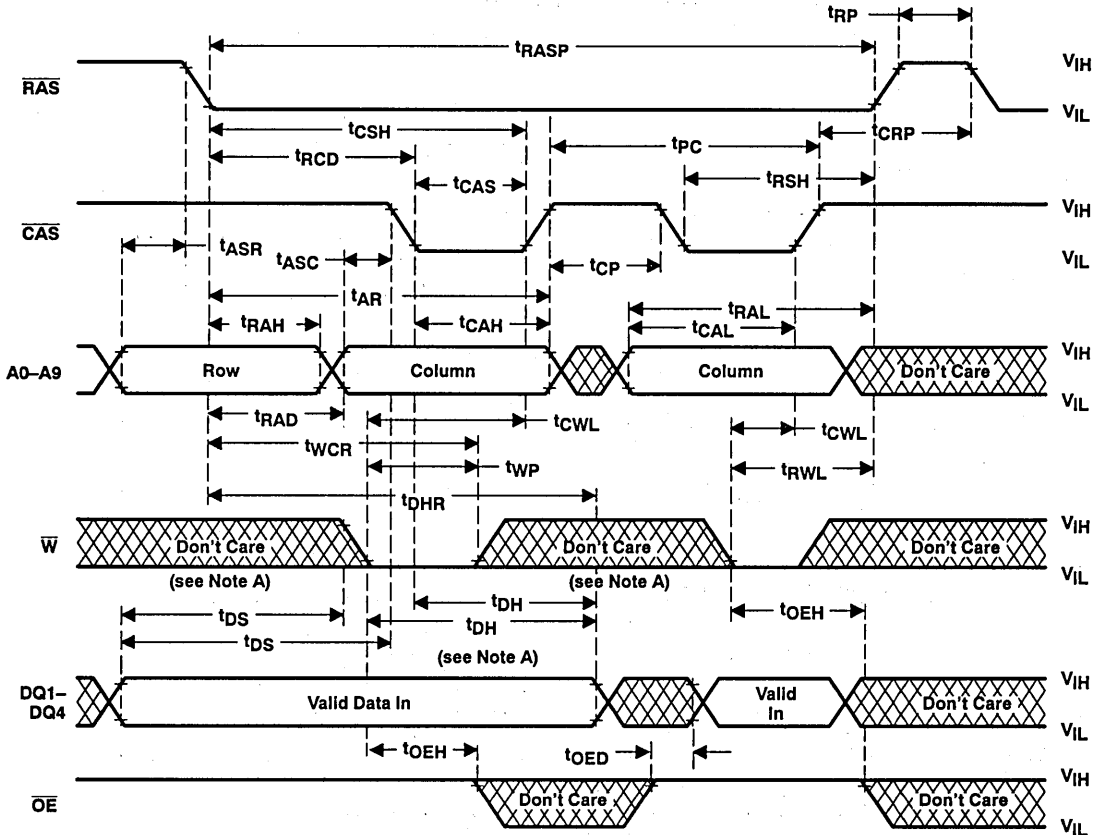 tRP
tRASP
RAS
VIH
VIL
tCSH
tCRP
tRCD
tPC
tCAS
tRSH
CAS
VIH
VIL
tASR
tASC
tCP
tAR
tRAL
tRAH
tCAH
tCAL
A0–A9
Row
Column
Column
Don't Care
VIH
VIL
tRAD
tCWL
tCWL
tWCR
tWP
tRWL
tDHR
W
Don't Care
Don't Care
Don't Care
VIH
VIL
(see Note A)
(see Note A)
tDS
tDH
tOEH
tDS
tDH
(see Note A)
DQ1–
DQ4
Valid Data In
Valid
In
Don't Care
VIH
VIL
tOEH
tOED
OE
Don't Care
Don't Care
VIH
VIL